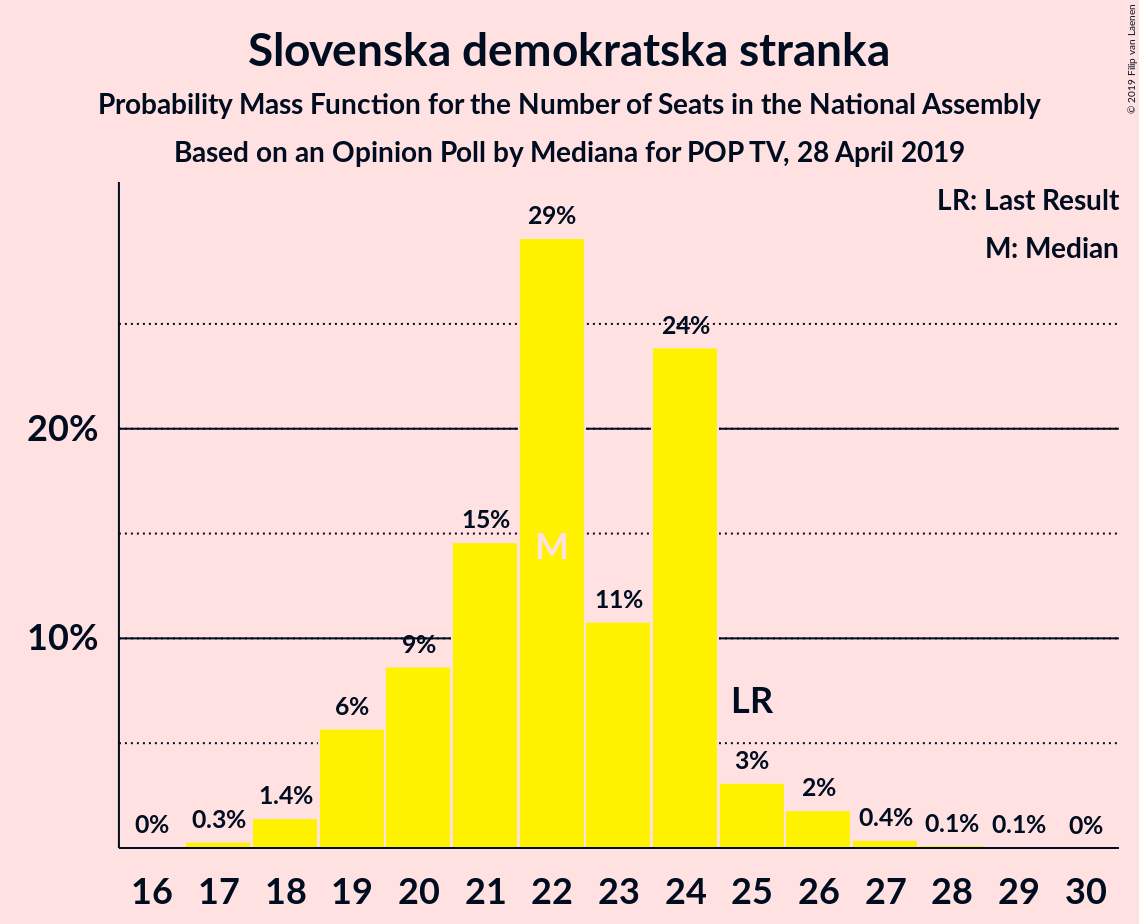 Slovenska demokratska stranka
Probability Mass Function for the Number of Seats in the National Assembly
Based on an Opinion Poll by Mediana for POP TV, 28 April 2019
© 2019 Filip van Laenen
LR: Last Result
M: Median
29%
24%
20%
15%
M
11%
10%
9%
LR
6%
3%
2%
1.4%
0.4%
0.3%
0%
0.1%
0.1%
0%
16 17 18 19 20 21 22 23 24 25 26 27 28 29 30